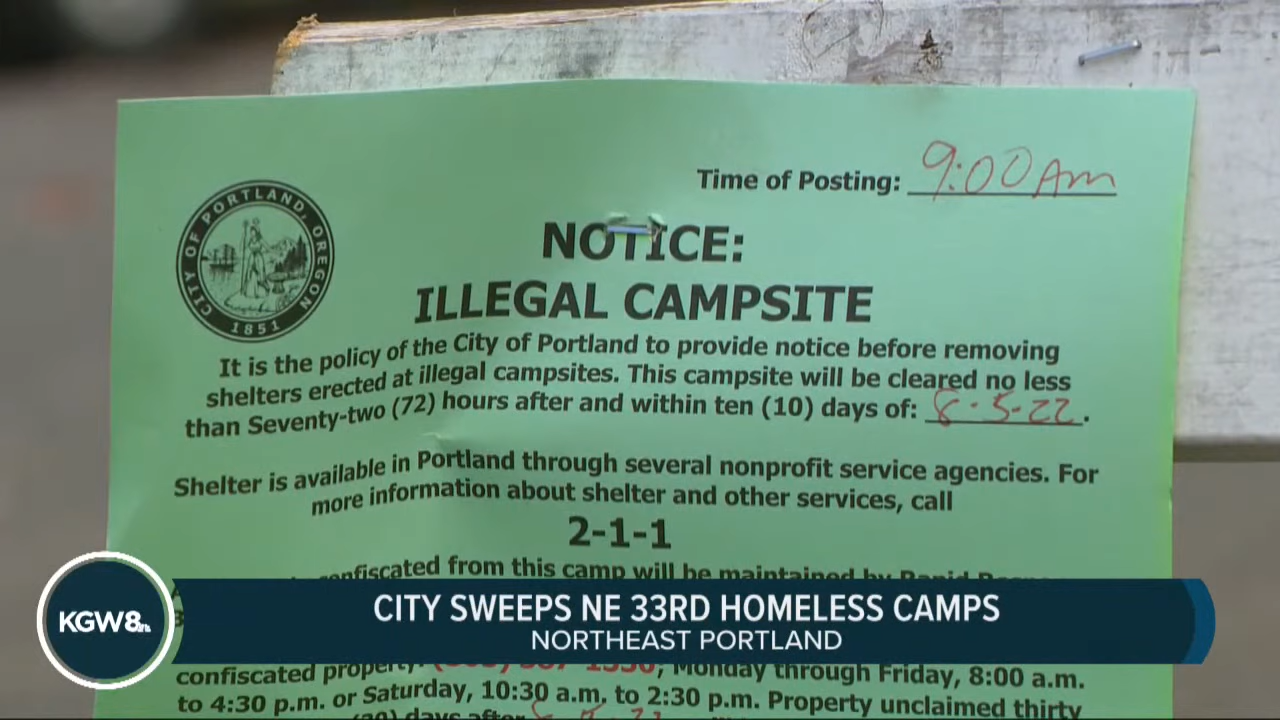 Time of Posting: 9:00 Am
CITY OF PORTLAND, OREGON
1851
NOTICE:
ILLEGAL CAMPSITE
It is the policy of the City of Portland to provide notice before removing
shelters erected at illegal campsites. This campsite will be cleared no less
than Seventy-two (72) hours after and within ten (10) days of: 8-5-22.
Shelter is available in Portland through several nonprofit service agencies. For
more information about shelter and other services, call
2-1-1
from this camp will be maintained by Rapid
KGW8
CITY SWEEPS NE 33RD HOMELESS CAMPS
NORTHEAST PORTLAND
confiscated property. Monday through Friday, 8:00 a.m.
to 4:30 p.m. or Saturday, 10:30 a.m. to 2:30 p.m. Property unclaimed thirty
days after